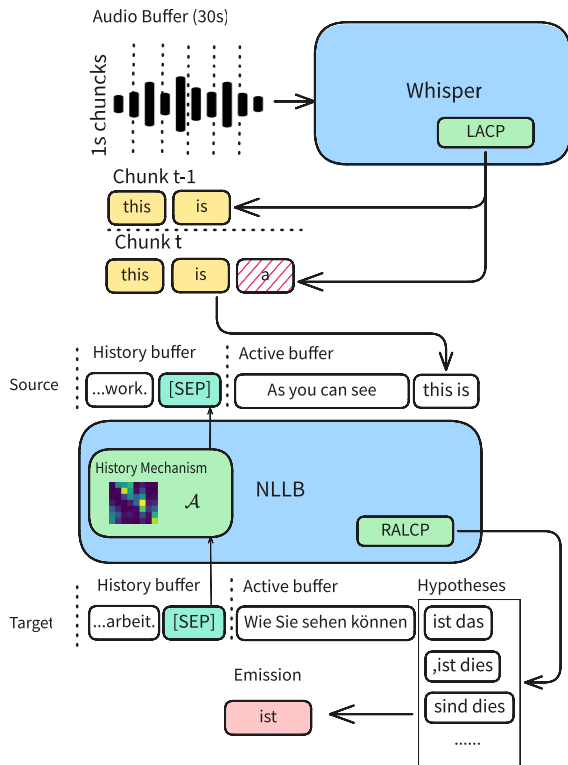 Audio Buffer (30s)
1s chuncks
Whisper
LACP
Chunk t-1
this is
Chunk t
this is a
History buffer Active buffer
Source ...work. [SEP] As you can see this is
History Mechanism
𝒜
NLLB
RALCP
History buffer Active buffer Hypotheses
Target ...arbeit. [SEP] Wie Sie sehen können ist das
,ist dies
Emission
sind dies
ist
......